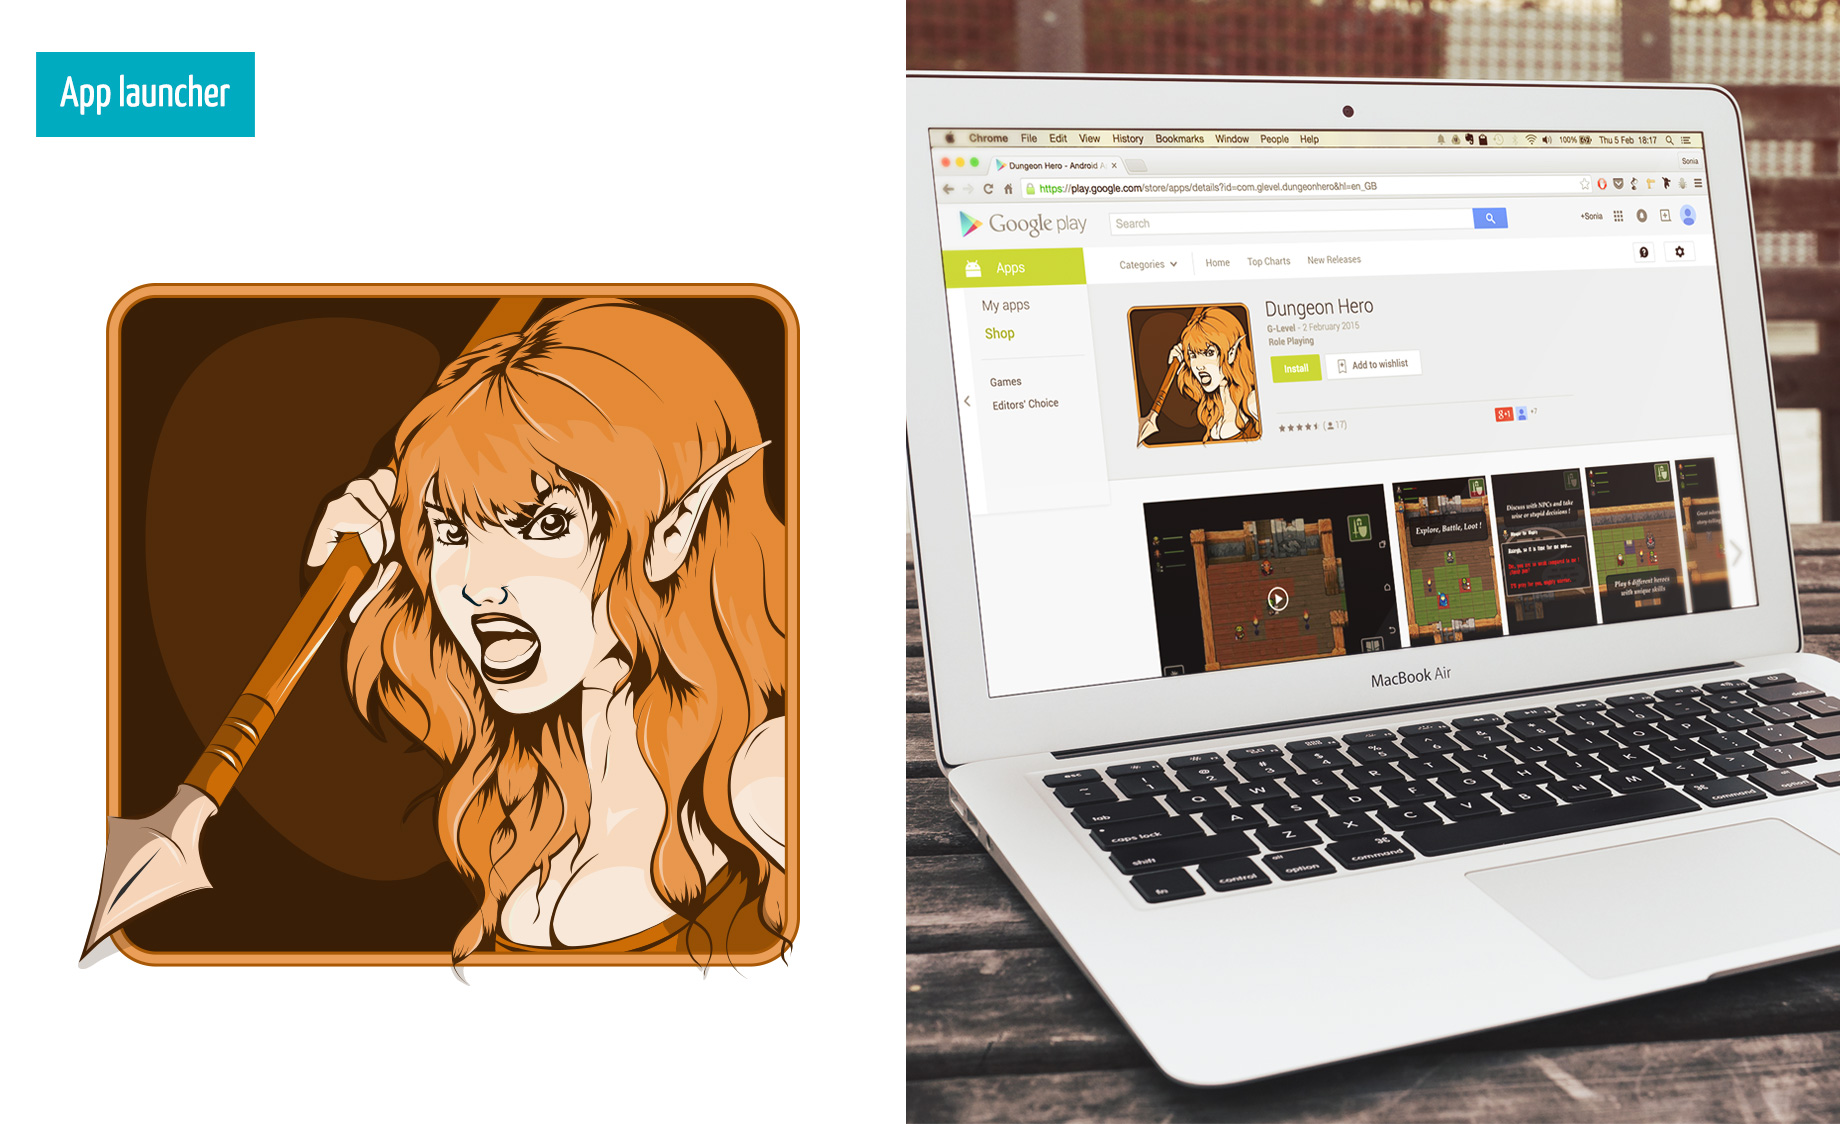 App launcher
Chrome File Edit View History Bookmarks Window People Help 100% Thu 5 Feb 18:17
Dungeon Hero - Android A
Sonia
https://play.google.com/store/apps/details?id=com.glevel.dungeonhero&hl=en_GB
Google play
Search
+Sonia
Apps
Categories Home Top Charts New Releases
My apps
Shop
Games
Editors' Choice
Dungeon Hero
G-Level - 2 February 2015
Role Playing
Install
Add to wishlist
(17)
g+1 +7
Explore, Battle, Loot !
Discuss with NPCs and take
wise or stupid decisions !
Play 6 different heroes
with unique skills
MacBook Air
esc
tab
Q W E R T Y U I O P
caps lock
A S D F G H J K L
shift
Z X C V B N M
fn control option command
alt
command option
delete